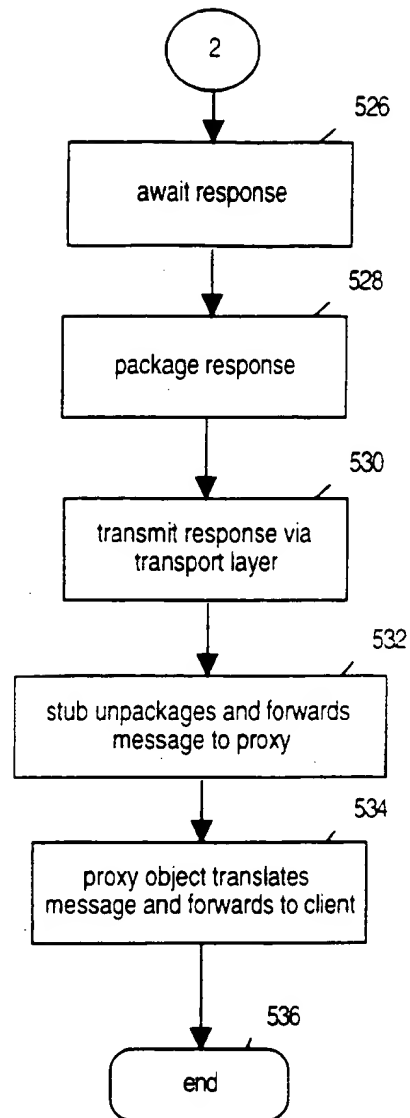 2
526
await response
528
package response
530
transmit response via
transport layer
532
stub unpackages and forwards
message to proxy
534
proxy object translates
message and forwards to client
536
end